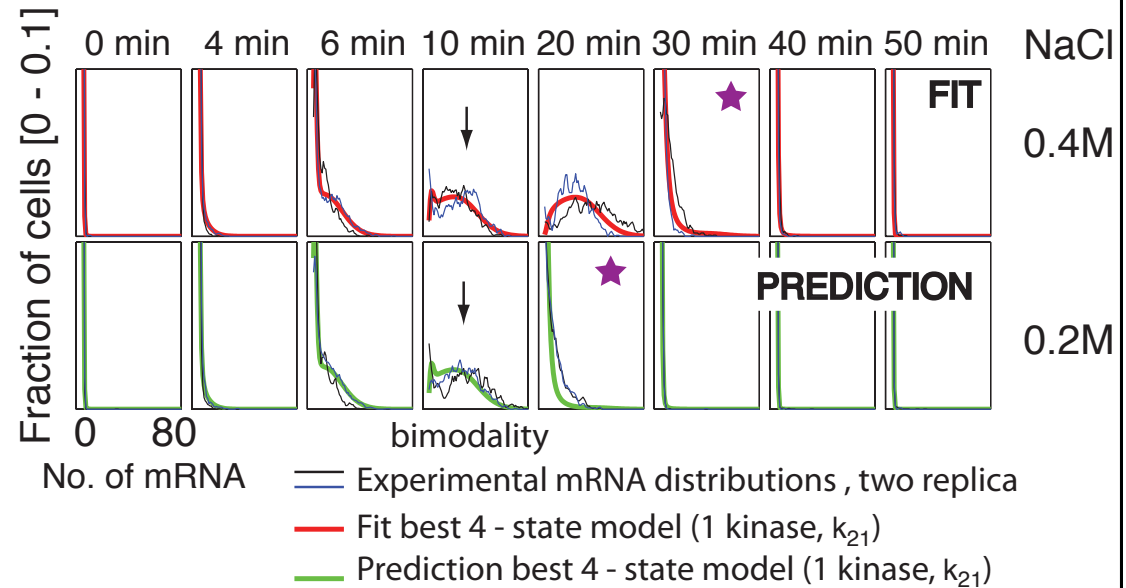 Fraction of cells [0 - 0.1]
0 min 4 min 6 min 10 min 20 min 30 min 40 min 50 min NaCl
FIT
0.4M
PREDICTION
0.2M
0 80
bimodality
No. of mRNA
Experimental mRNA distributions , two replica
Fit best 4 - state model (1 kinase, k21)
Prediction best 4 - state model (1 kinase, k21)